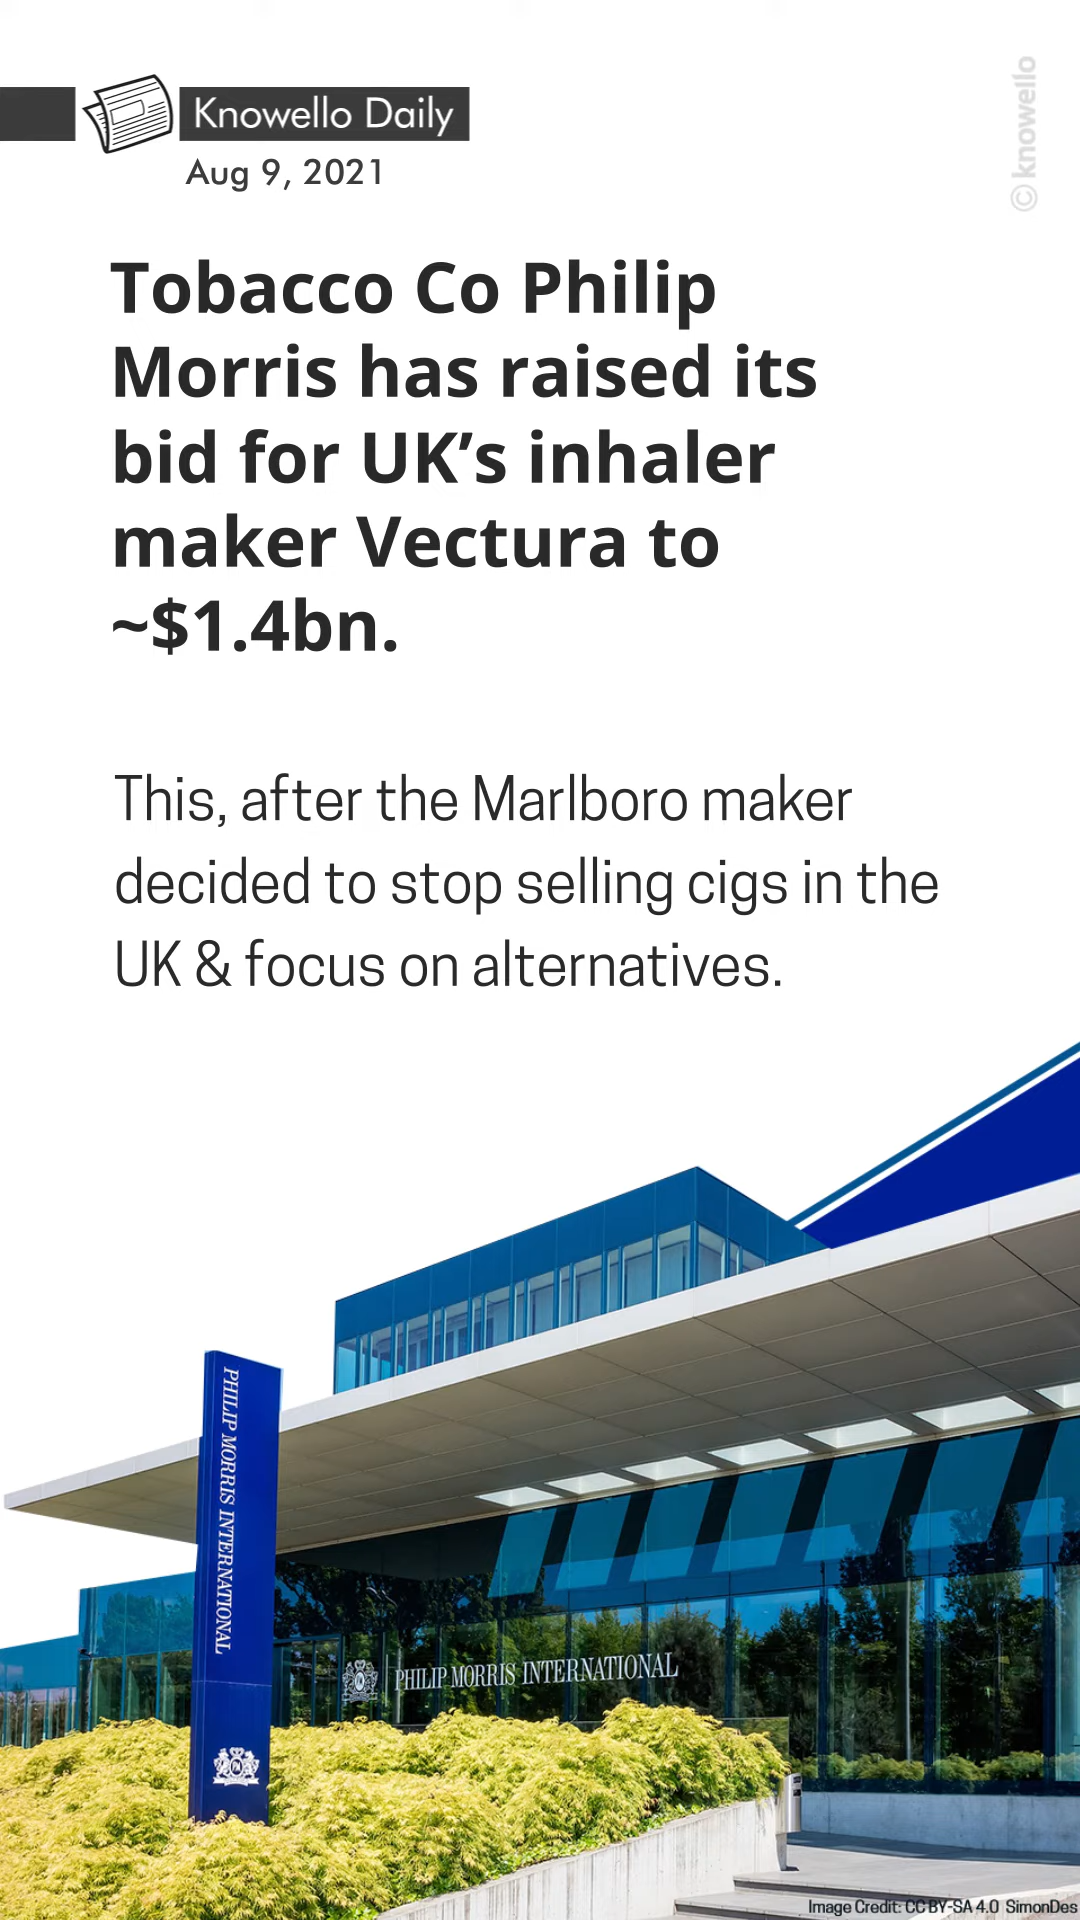 Knowello Daily
Aug 9, 2021
© knowello
Tobacco Co Philip
Morris has raised its
bid for UK’s inhaler
maker Vectura to
~$1.4bn.
This, after the Marlboro maker
decided to stop selling cigs in the
UK & focus on alternatives.
PHILIP MORRIS INTERNATIONAL
PHILIP MORRIS INTERNATIONAL
Image Credit: CC BY-SA 4.0 SimonDes